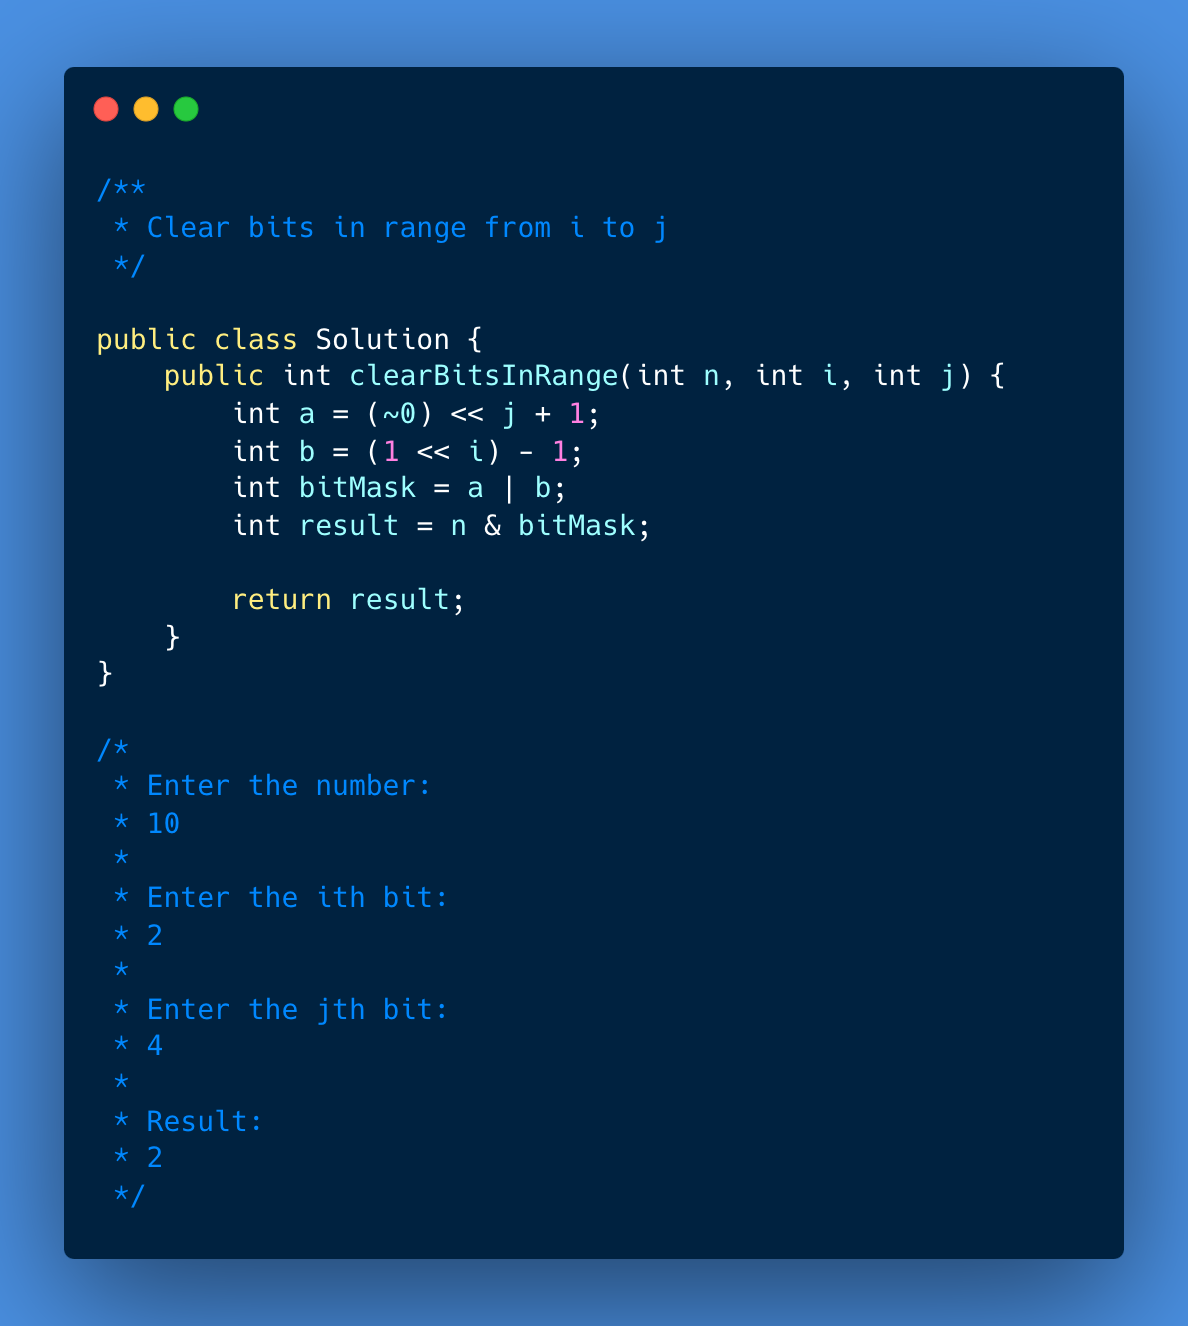 /**
 * Clear bits in range from i to j
 */

public class Solution {
    public int clearBitsInRange(int n, int i, int j) {
        int a = (~0) << j + 1;
        int b = (1 << i) - 1;
        int bitMask = a | b;
        int result = n & bitMask;

        return result;
    }
}

/*
 * Enter the number:
 * 10
 *
 * Enter the ith bit:
 * 2
 *
 * Enter the jth bit:
 * 4
 *
 * Result:
 * 2
 */